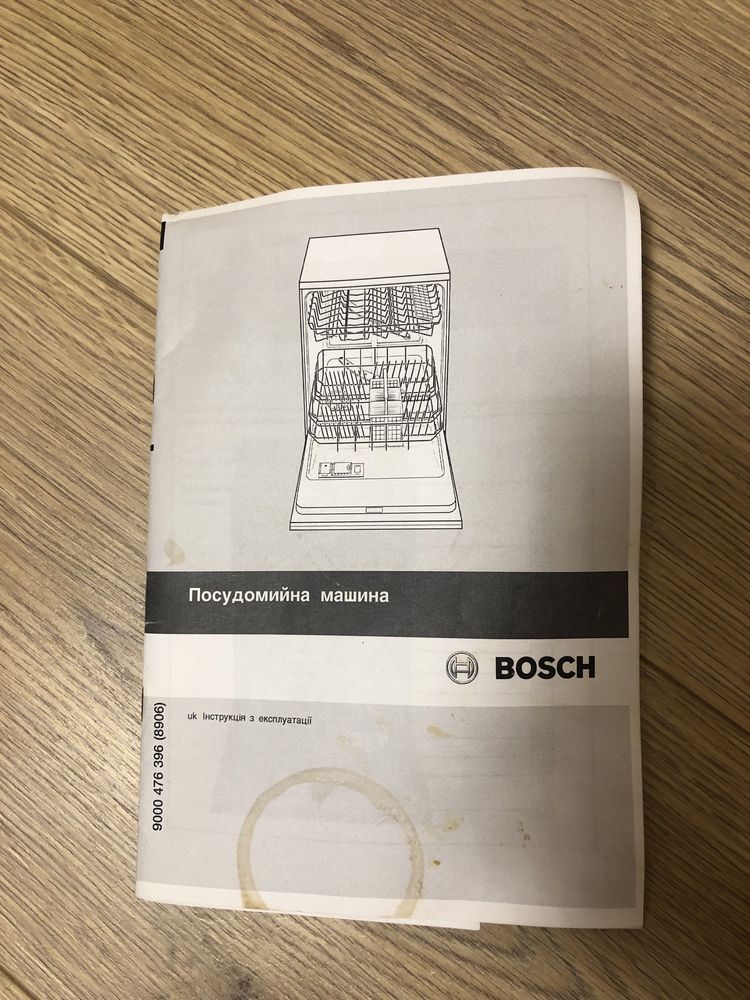 Посудомийна машина
BOSCH
uk Інструкція з експлуатації
9000 476 396 (8906)